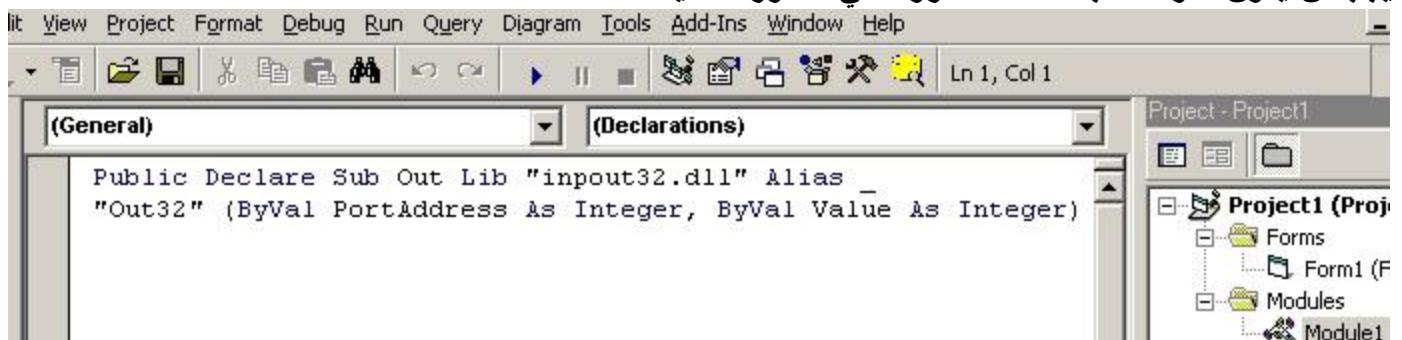 View Project Format Debug Run Query Diagram Tools Add-Ins Window Help
Ln 1, Col 1
(General) (Declarations)
Project - Project1
Public Declare Sub Out Lib "inpout32.dll" Alias _
"Out32" (ByVal PortAddress As Integer, ByVal Value As Integer)
Project1
Forms
Form1
Modules
Module1